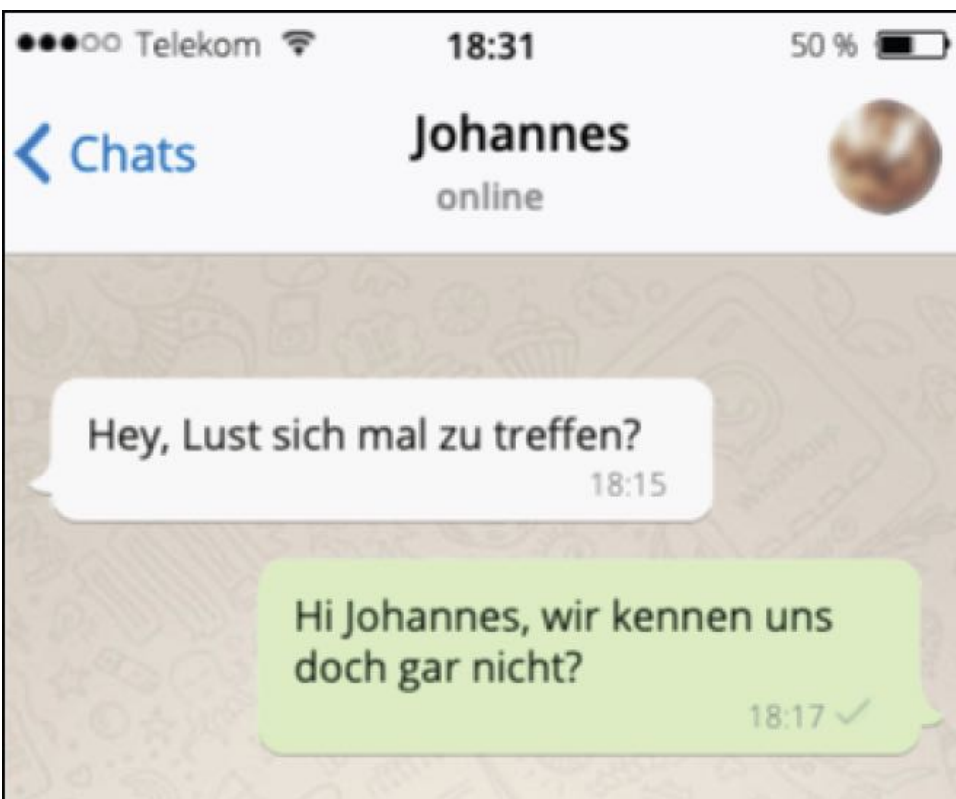 Telekom 18:31 50 %
Chats Johannes
online
Hey, Lust sich mal zu treffen?
18:15
Hi Johannes, wir kennen uns
doch gar nicht?
18:17